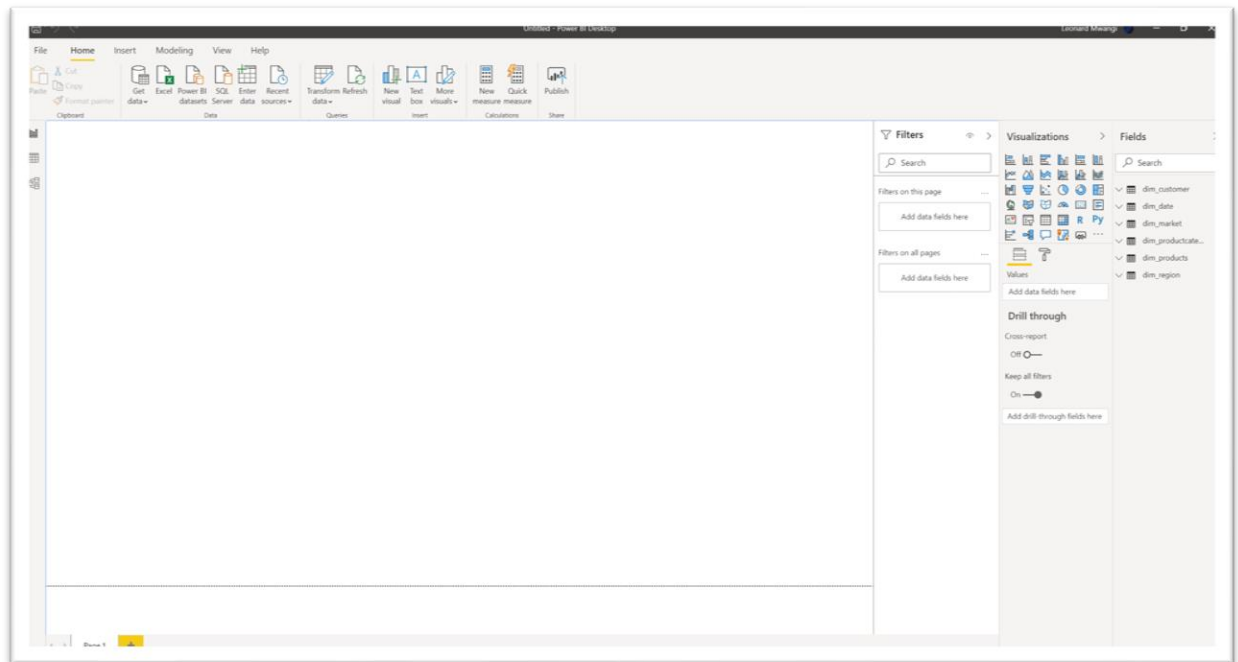 Untitled - Power BI Desktop
Leonard Mwangi
File Home Insert Modeling View Help
Paste
Cut
Copy
Format painter
Clipboard
Get data
Excel
Power BI datasets
SQL Server
Enter data
Recent sources
Data
Transform data
Refresh
Queries
New visual
Text box
More visuals
Insert
New measure
Quick measure
Calculations
Publish
Share
Filters
Search
Filters on this page ...
Add data fields here
Filters on all pages ...
Add data fields here
Visualizations
R Py
...
Values
Add data fields here
Drill through
Cross-report
Off
Keep all filters
On
Add drill-through fields here
Fields
Search
dim_customer
dim_date
dim_market
dim_productcate...
dim_products
dim_region
Page 1